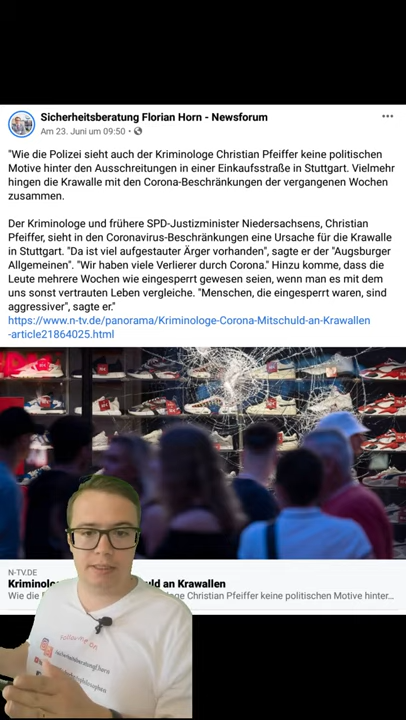 Sicherheitsberatung Florian Horn - Newsforum
Am 23. Juni um 09:50 •
"Wie die Polizei sieht auch der Kriminologe Christian Pfeiffer keine politischen
Motive hinter den Ausschreitungen in einer Einkaufsstraße in Stuttgart. Vielmehr
hingen die Krawalle mit den Corona-Beschränkungen der vergangenen Wochen
zusammen.
Der Kriminologe und frühere SPD-Justizminister Niedersachsens, Christian
Pfeiffer, sieht in den Coronavirus-Beschränkungen eine Ursache für die Krawalle
in Stuttgart. "Da ist viel aufgestauter Ärger vorhanden", sagte er der "Augsburger
Allgemeinen". "Wir haben viele Verlierer durch Corona." Hinzu komme, dass die
Leute mehrere Wochen wie eingesperrt gewesen seien, wenn man es mit dem
uns sonst vertrauten Leben vergleiche. "Menschen, die eingesperrt waren, sind
aggressiver", sagte er."
https://www.n-tv.de/panorama/Kriminologe-Corona-Mitschuld-an-Krawallen
-article21864025.html
N-TV.DE
an Krawallen
Wie die
Christian Pfeiffer keine politischen Motive hinter...
Follow me on